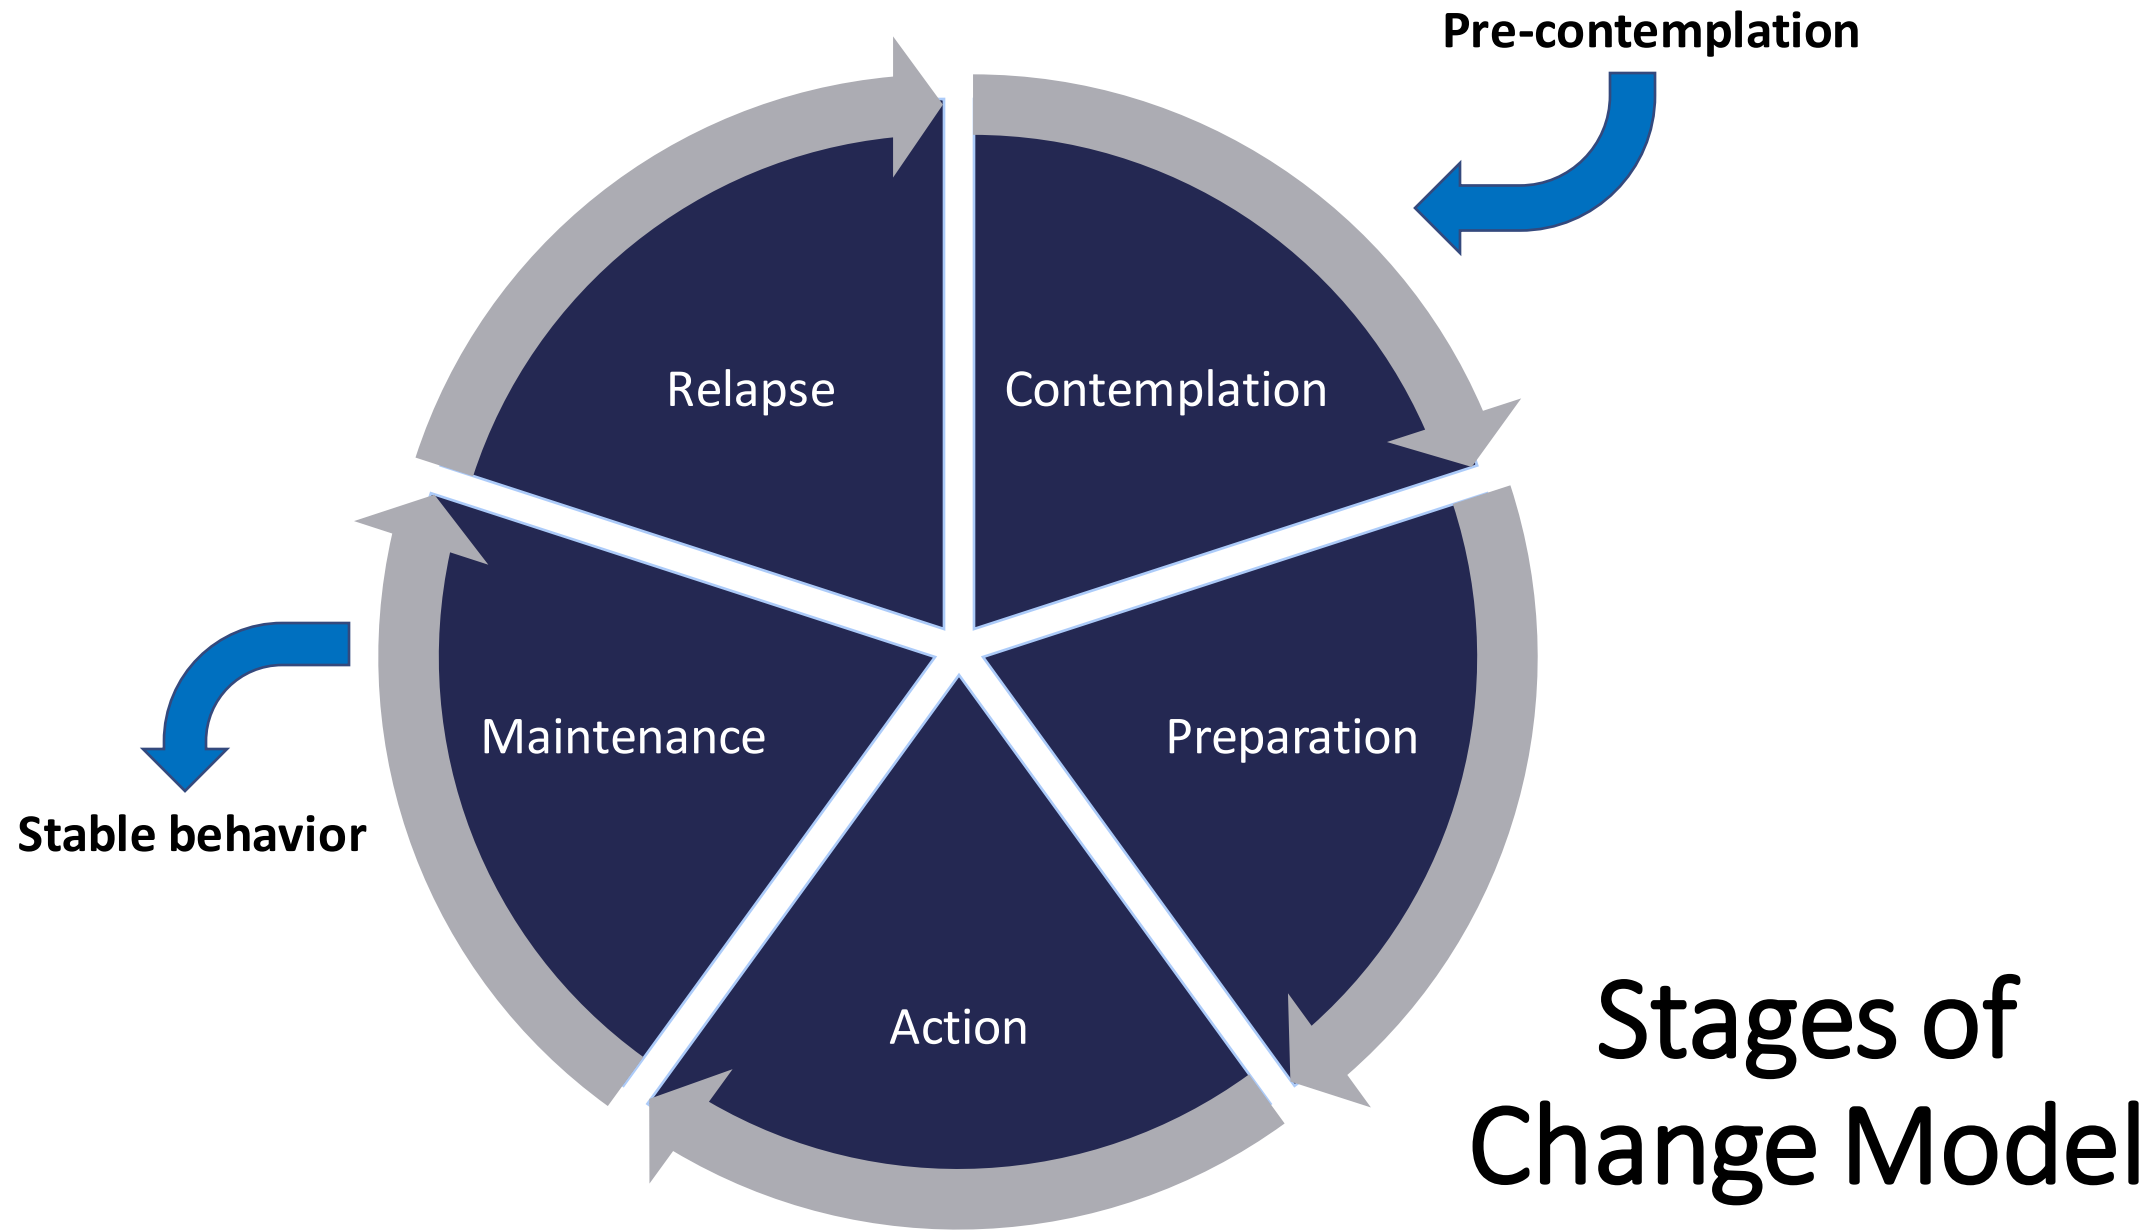 Pre-contemplation
Relapse
Contemplation
Maintenance
Preparation
Stable behavior
Action
Stages of
Change Model